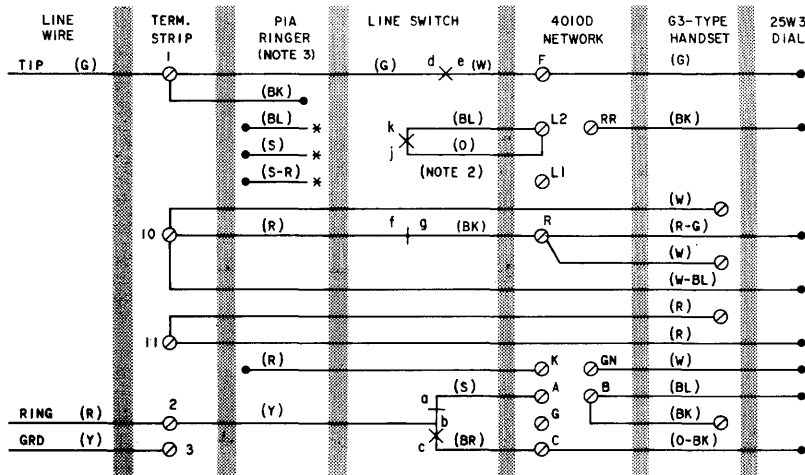 LINE WIRE
TERM. STRIP
PIA RINGER (NOTE 3)
LINE SWITCH
4010D NETWORK
G3-TYPE HANDSET
25W3 DIAL
TIP (G) 1 (G) d e (W) F (G)
(BK)
(BL) k (BL) L2 RR (BK)
(S) j (O)
(S-R) (NOTE 2) L1
(W)
10 (R) f g (BK) R (R-G)
(W)
(W-BL)
(R)
11 (R)
(R) K GN (W)
a (S) A B (BL)
RING (R) 2 (Y) b G (BK)
GRD (Y) 3 c (BR) C (O-BK)